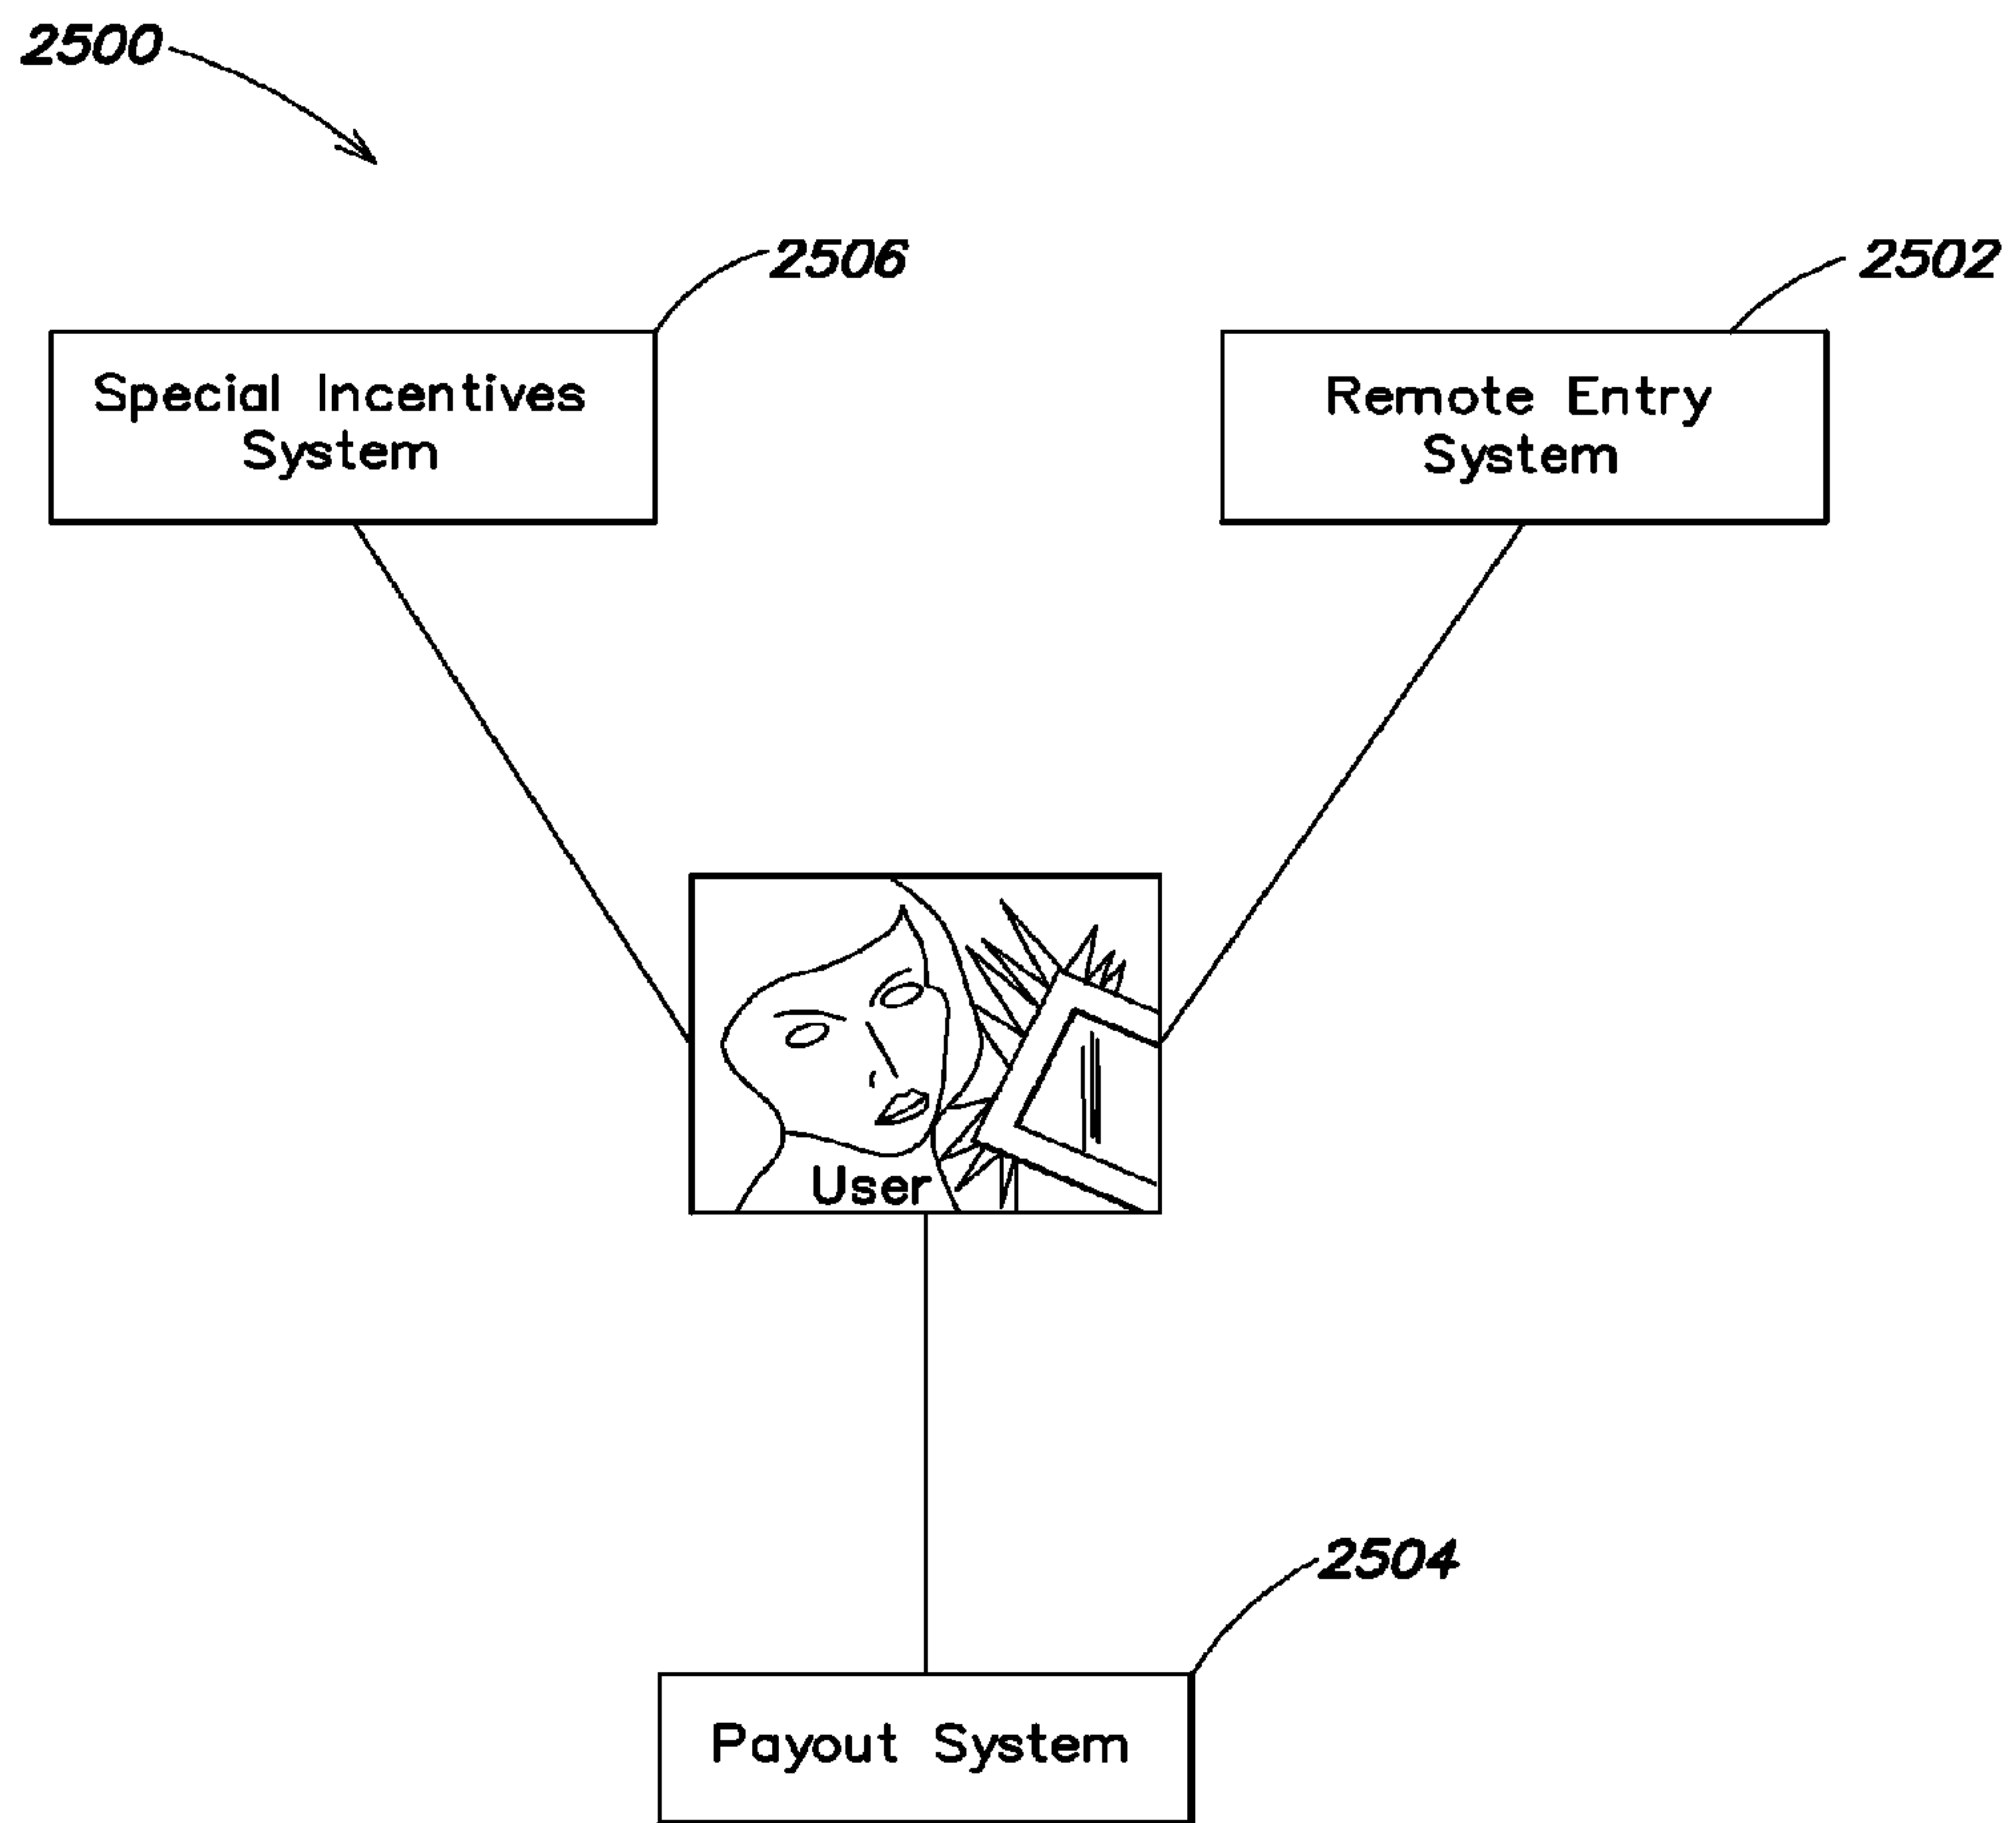 2500
2506
2502
Special Incentives
System
Remote Entry
System
User
2504
Payout System